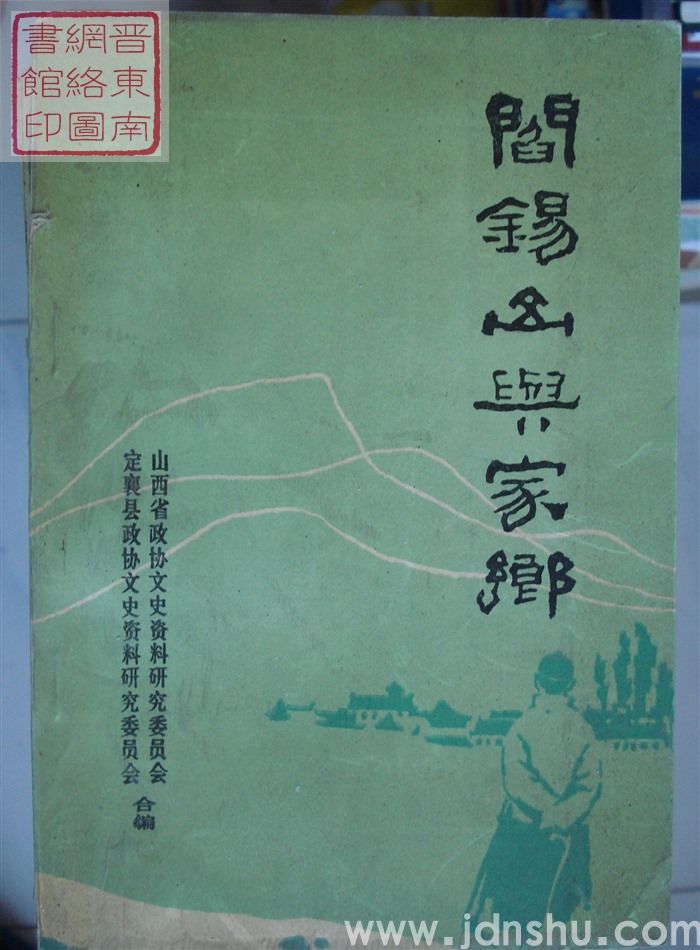 晋東南
網絡圖
書館印
閻錫山與家鄉
山西省政协文史资料研究委员会
定襄县政协文史资料研究委员会
合编
www.jdnshu.com